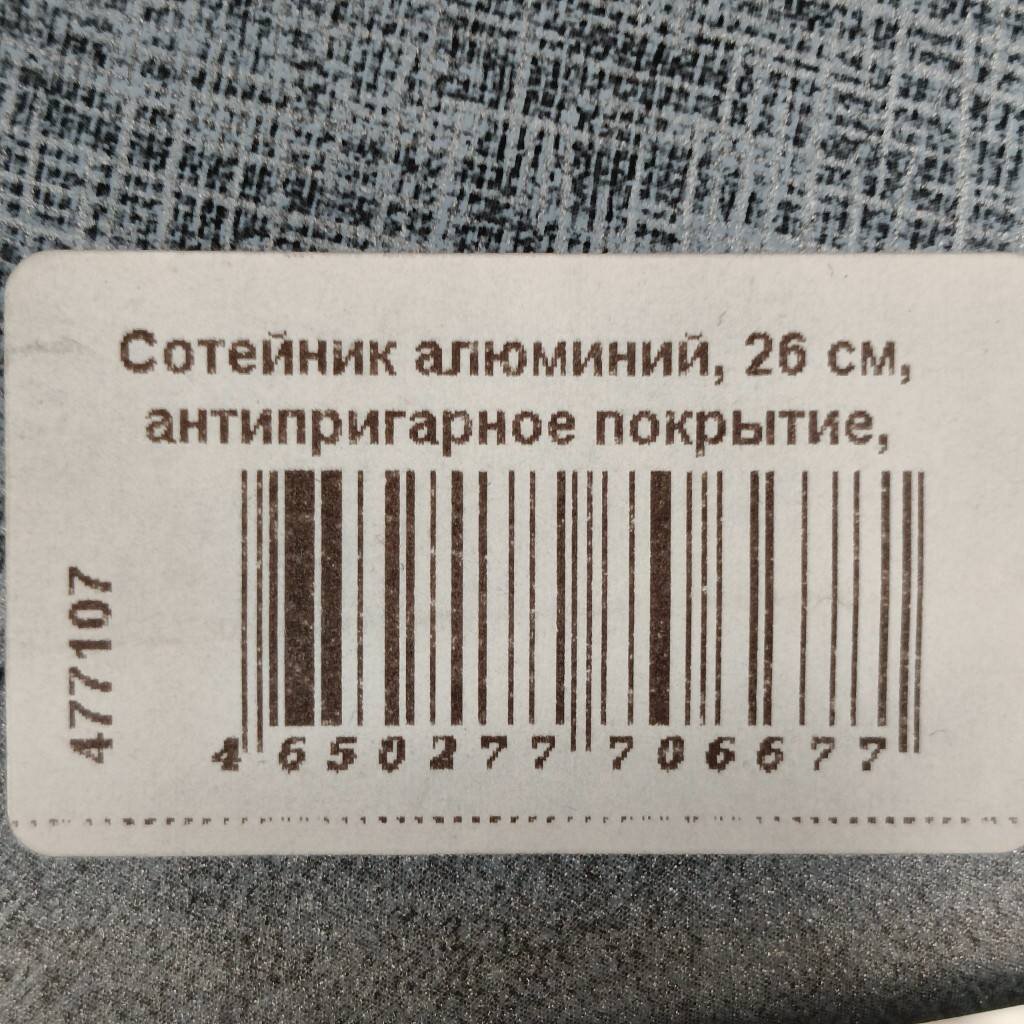 Сотейник алюминий, 26 см,
антипригарное покрытие,
477107
4 650277 706677